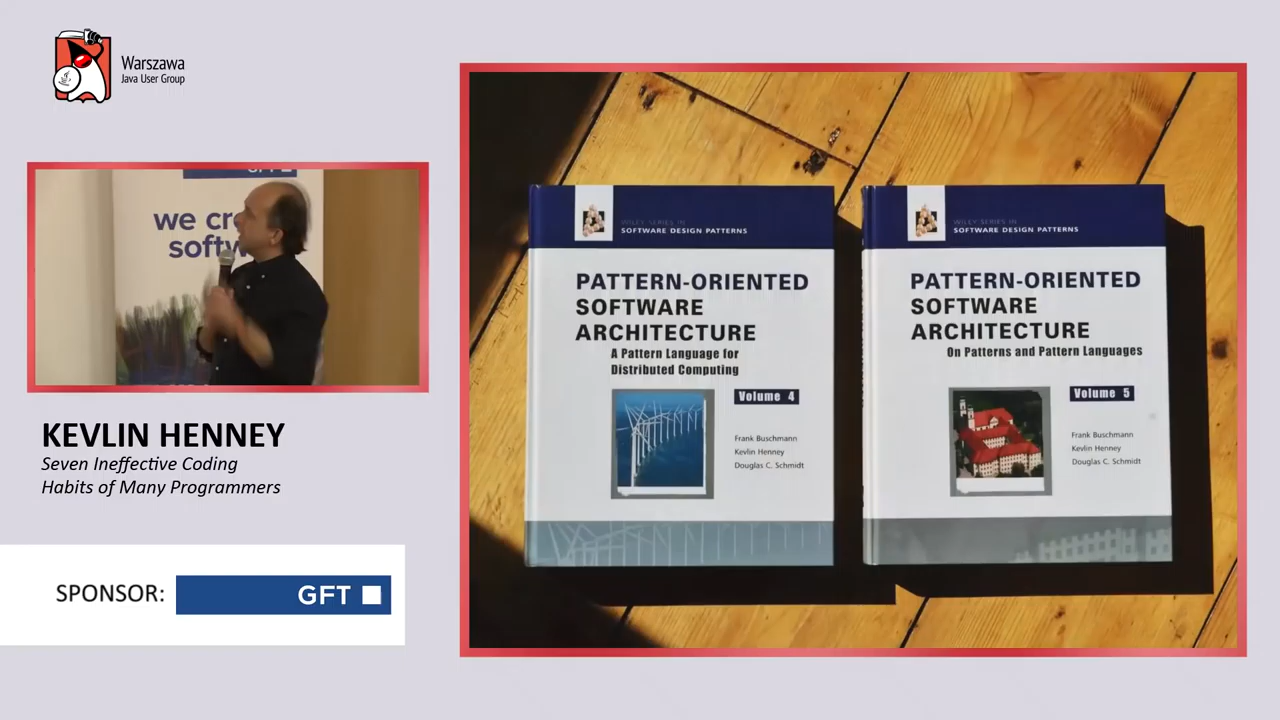 Warszawa
Java User Group
we cr
softw
KEVLIN HENNEY
Seven Ineffective Coding
Habits of Many Programmers
SPONSOR:
GFT
WILEY SERIES IN
SOFTWARE DESIGN PATTERNS
PATTERN-ORIENTED
SOFTWARE
ARCHITECTURE
A Pattern Language for
Distributed Computing
Volume 4
Frank Buschmann
Kevlin Henney
Douglas C. Schmidt
WILEY SERIES IN
SOFTWARE DESIGN PATTERNS
PATTERN-ORIENTED
SOFTWARE
ARCHITECTURE
On Patterns and Pattern Languages
Volume 5
Frank Buschmann
Kevlin Henney
Douglas C. Schmidt